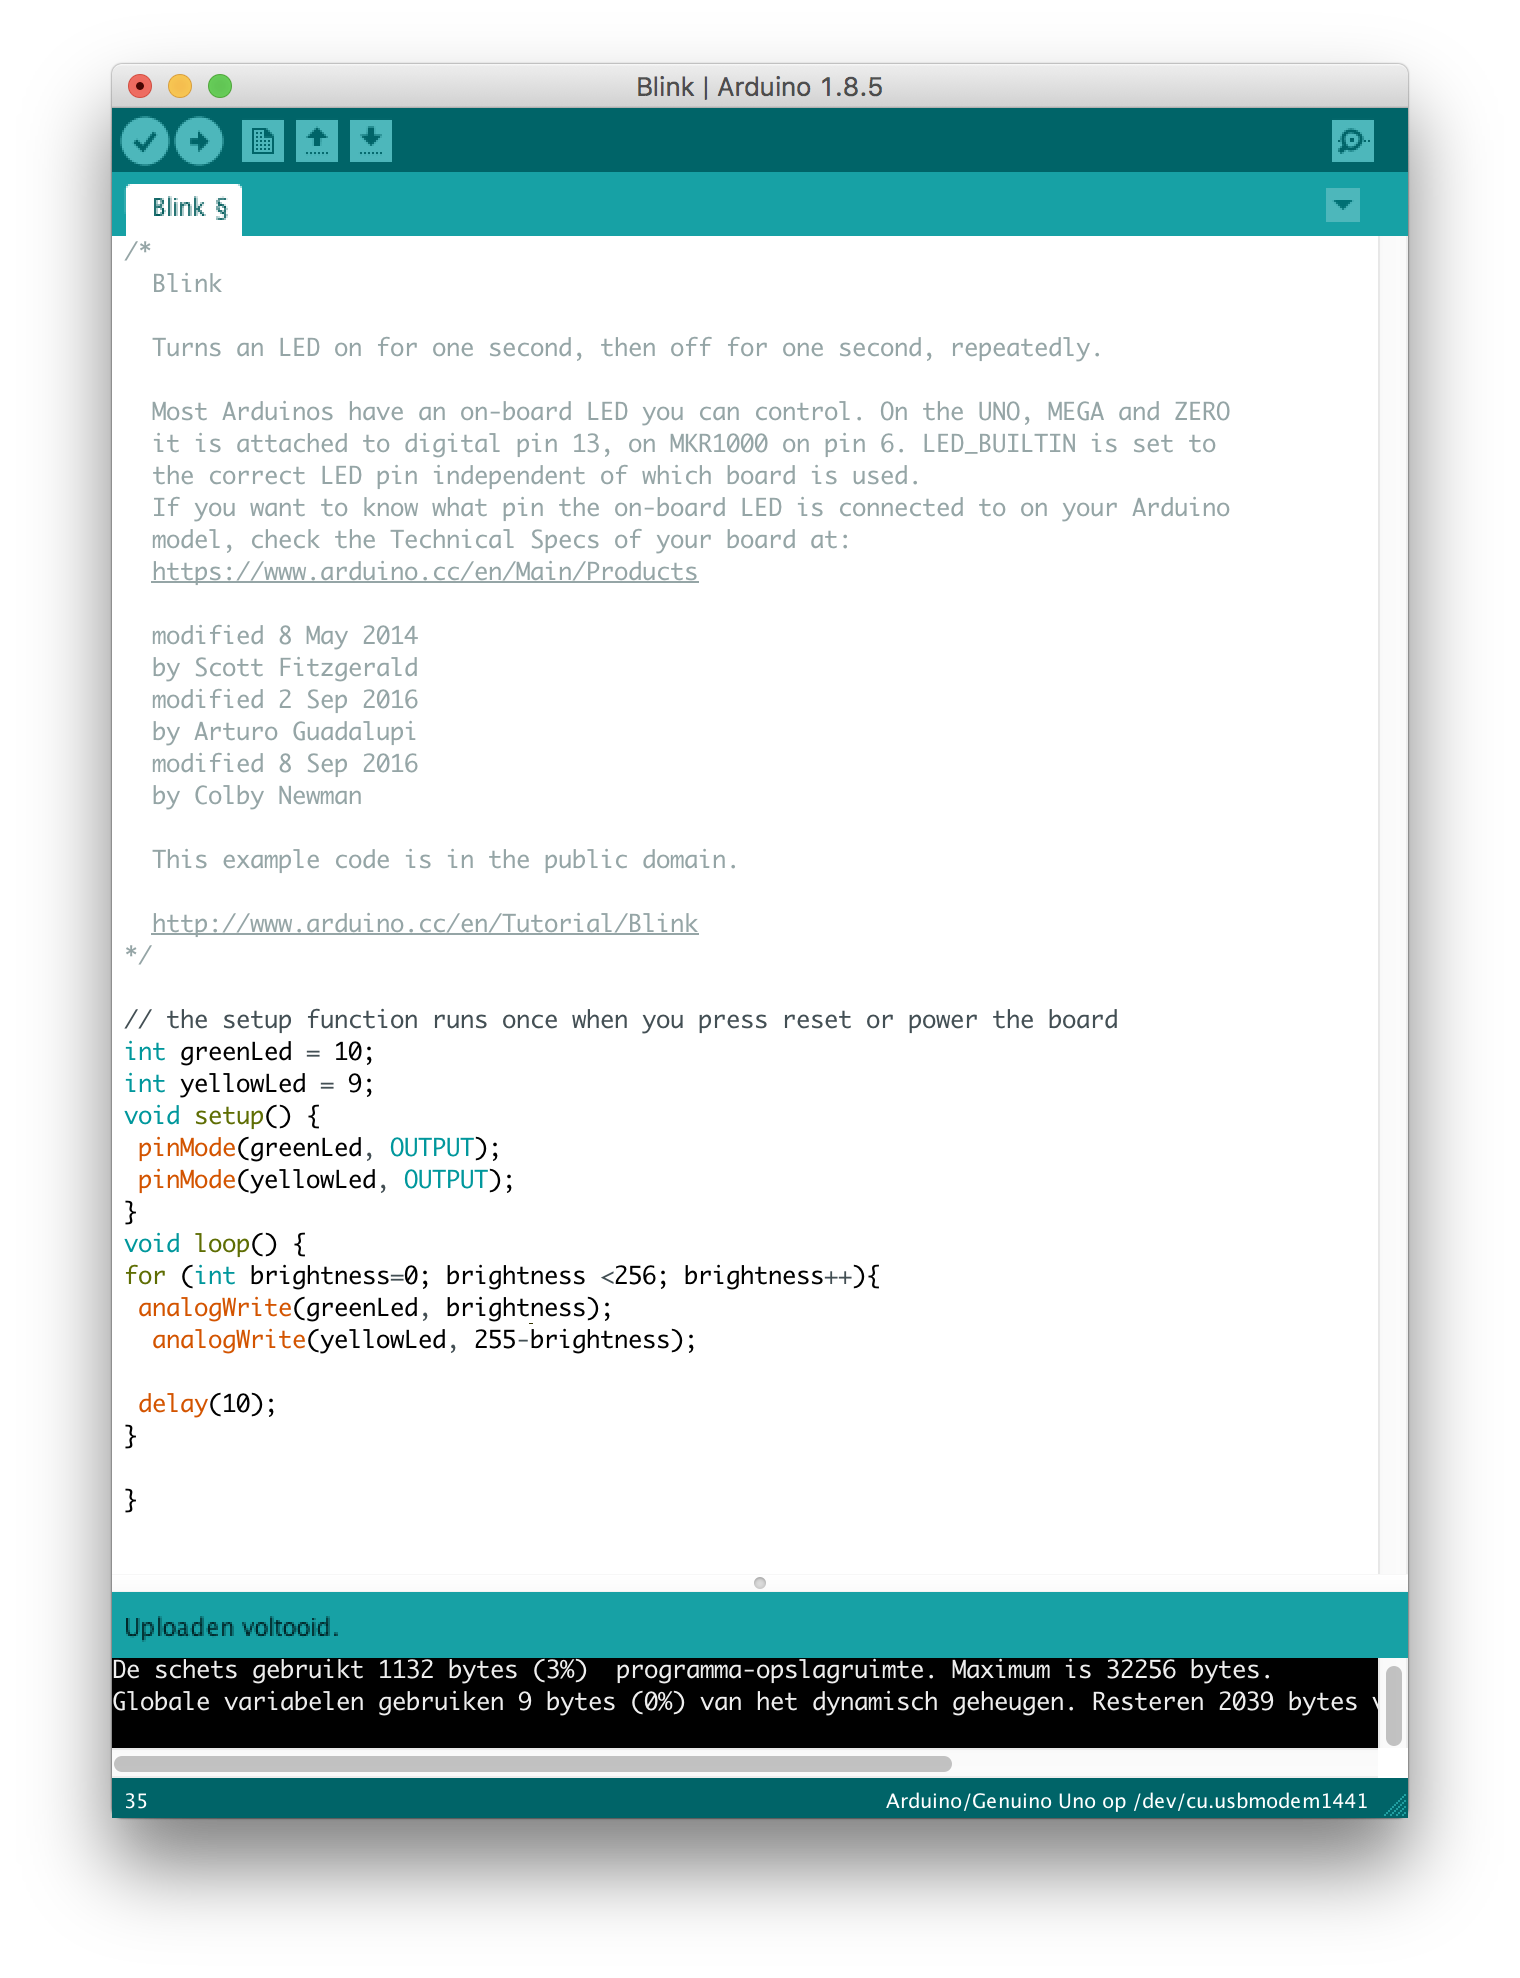 Blink | Arduino 1.8.5
Blink §
/*
Blink
Turns an LED on for one second, then off for one second, repeatedly.
Most Arduinos have an on-board LED you can control. On the UNO, MEGA and ZERO
it is attached to digital pin 13, on MKR1000 on pin 6. LED_BUILTIN is set to
the correct LED pin independent of which board is used.
If you want to know what pin the on-board LED is connected to on your Arduino
model, check the Technical Specs of your board at:
https://www.arduino.cc/en/Main/Products
modified 8 May 2014
by Scott Fitzgerald
modified 2 Sep 2016
by Arturo Guadalupi
modified 8 Sep 2016
by Colby Newman
This example code is in the public domain.
http://www.arduino.cc/en/Tutorial/Blink
*/
// the setup function runs once when you press reset or power the board
int greenLed = 10;
int yellowLed = 9;
void setup() {
pinMode(greenLed, OUTPUT);
pinMode(yellowLed, OUTPUT);
}
void loop() {
for (int brightness=0; brightness <256; brightness++){
analogWrite(greenLed, brightness);
analogWrite(yellowLed, 255-brightness);
delay(10);
}
}
Uploaden voltooid.
De schets gebruikt 1132 bytes (3%)  programma-opslagruimte. Maximum is 32256 bytes.
Globale variabelen gebruiken 9 bytes (0%) van het dynamisch geheugen. Resteren 2039 bytes
35
Arduino/Genuino Uno op /dev/cu.usbmodem1441